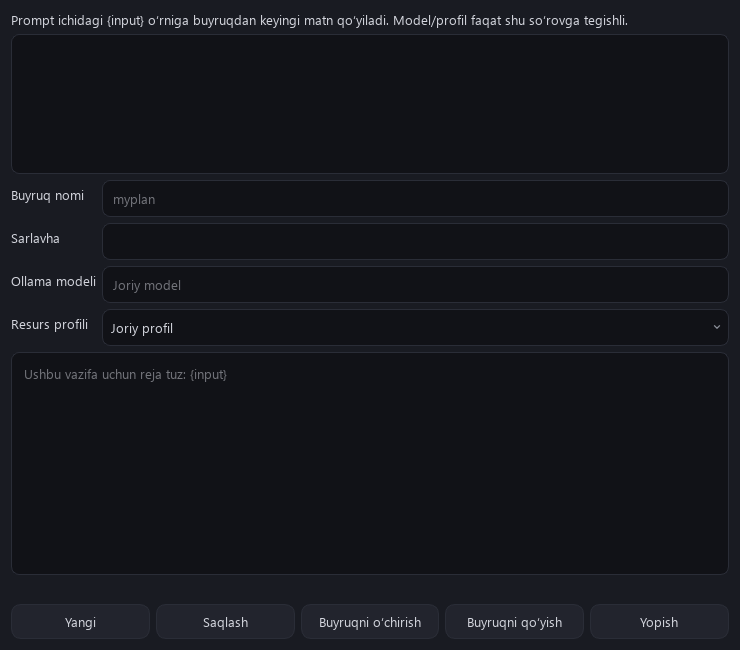 Prompt ichidagi {input} o‘rniga buyruqdan keyingi matn qo‘yiladi. Model/profil faqat shu so‘rovga tegishli.
Buyruq nomi
myplan
Sarlavha
Ollama modeli
Joriy model
Resurs profili
Joriy profil
Ushbu vazifa uchun reja tuz: {input}
Yangi
Saqlash
Buyruqni o‘chirish
Buyruqni qo‘yish
Yopish